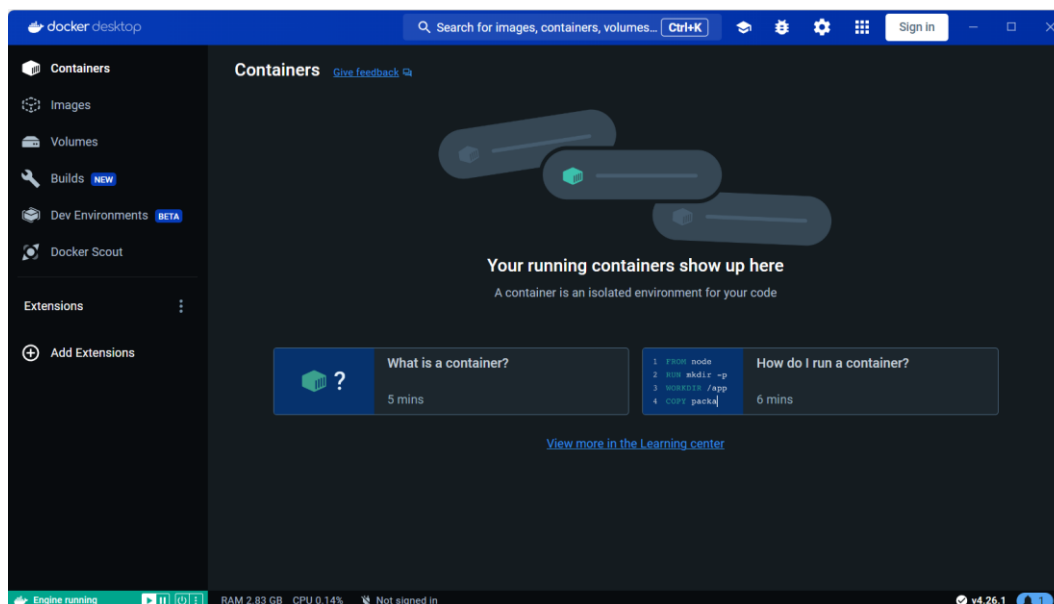 docker desktop
Search for images, containers, volumes... Ctrl+K
Sign in
Containers
Images
Volumes
Builds NEW
Dev Environments BETA
Docker Scout
Extensions
Add Extensions
Containers Give feedback
Your running containers show up here
A container is an isolated environment for your code
?
What is a container?
5 mins
1 FROM node
2 RUN mkdir -p
3 WORKDIR /app
4 COPY packa
How do I run a container?
6 mins
View more in the Learning center
Engine running
RAM 2.83 GB CPU 0.14% Not signed in
v4.26.1
1